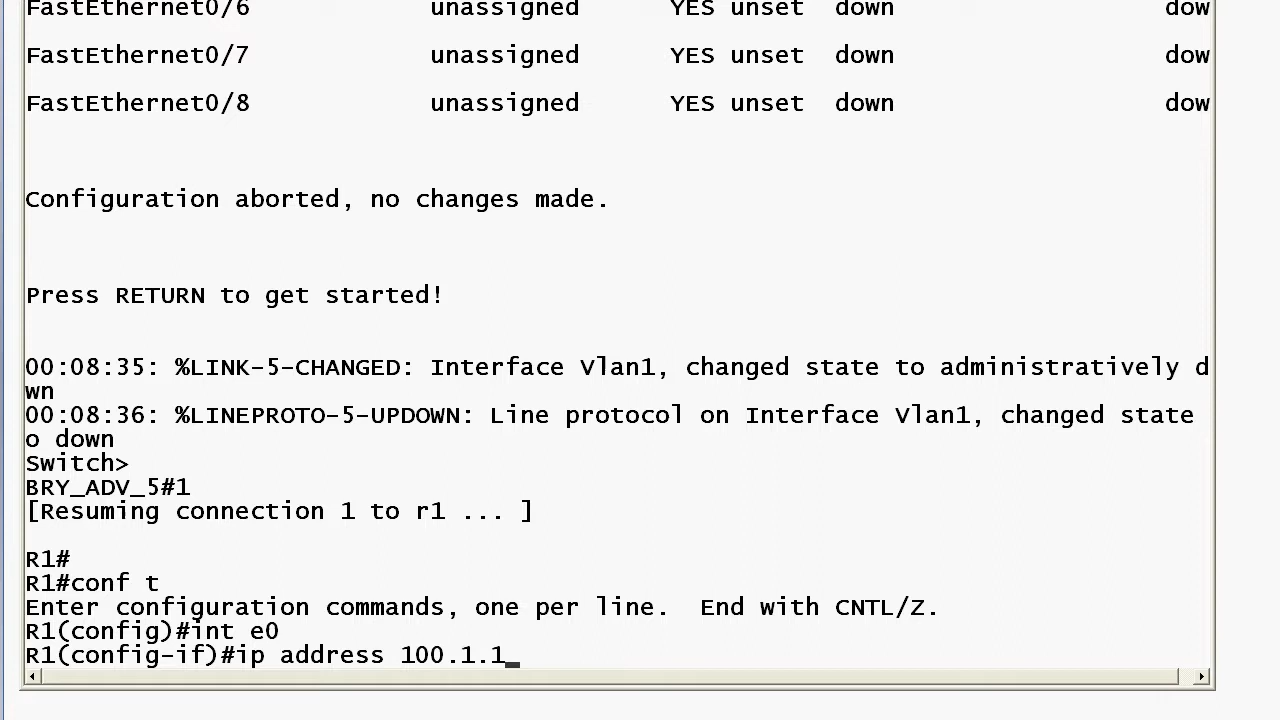 FastEthernet0/6 unassigned YES unset down dow
FastEthernet0/7 unassigned YES unset down dow
FastEthernet0/8 unassigned YES unset down dow
Configuration aborted, no changes made.
Press RETURN to get started!
00:08:35: %LINK-5-CHANGED: Interface Vlan1, changed state to administratively d
wn
00:08:36: %LINEPROTO-5-UPDOWN: Line protocol on Interface Vlan1, changed state
o down
Switch>
BRY_ADV_5#1
[Resuming connection 1 to r1 ... ]
R1#
R1#conf t
Enter configuration commands, one per line.  End with CNTL/Z.
R1(config)#int e0
R1(config-if)#ip address 100.1.1_